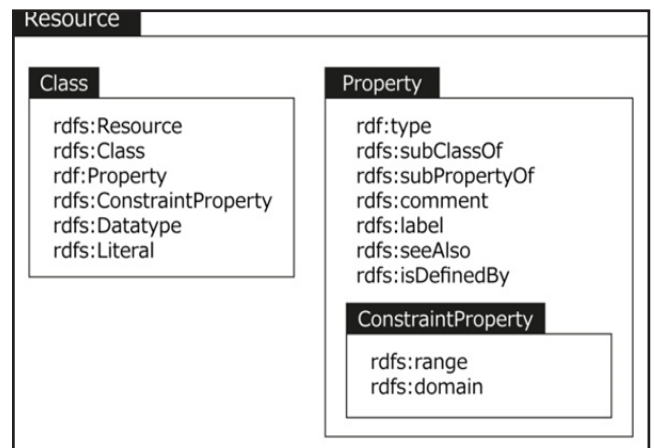 Resource
Class
rdfs:Resource
rdfs:Class
rdf:Property
rdfs:ConstraintProperty
rdfs:Datatype
rdfs:Literal
Property
rdf:type
rdfs:subClassOf
rdfs:subPropertyOf
rdfs:comment
rdfs:label
rdfs:seeAlso
rdfs:isDefinedBy
ConstraintProperty
rdfs:range
rdfs:domain